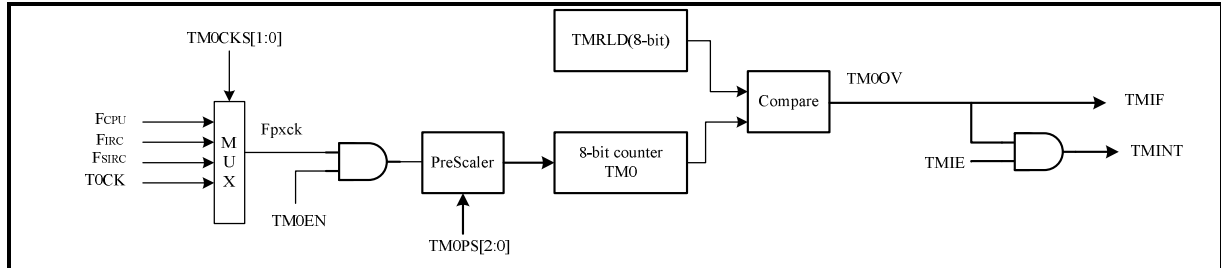 TM0CKS[1:0]
TMRLD(8-bit)
TM0OV
FCPU
FIRC
FSIRC
T0CK
M
U
X
Fpxck
TM0EN
PreScaler
TM0PS[2:0]
8-bit counter
TM0
Compare
TMIF
TMIE
TMINT